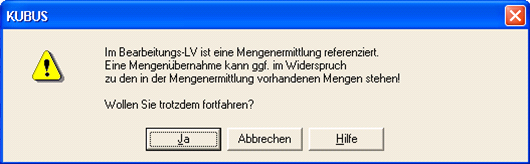 KUBUS
Im Bearbeitungs-LV ist eine Mengenermittlung referenziert.
Eine Mengenübernahme kann ggf. im Widerspruch
zu den in der Mengenermittlung vorhandenen Mengen stehen!
Wollen Sie trotzdem fortfahren?
Ja Abbrechen Hilfe